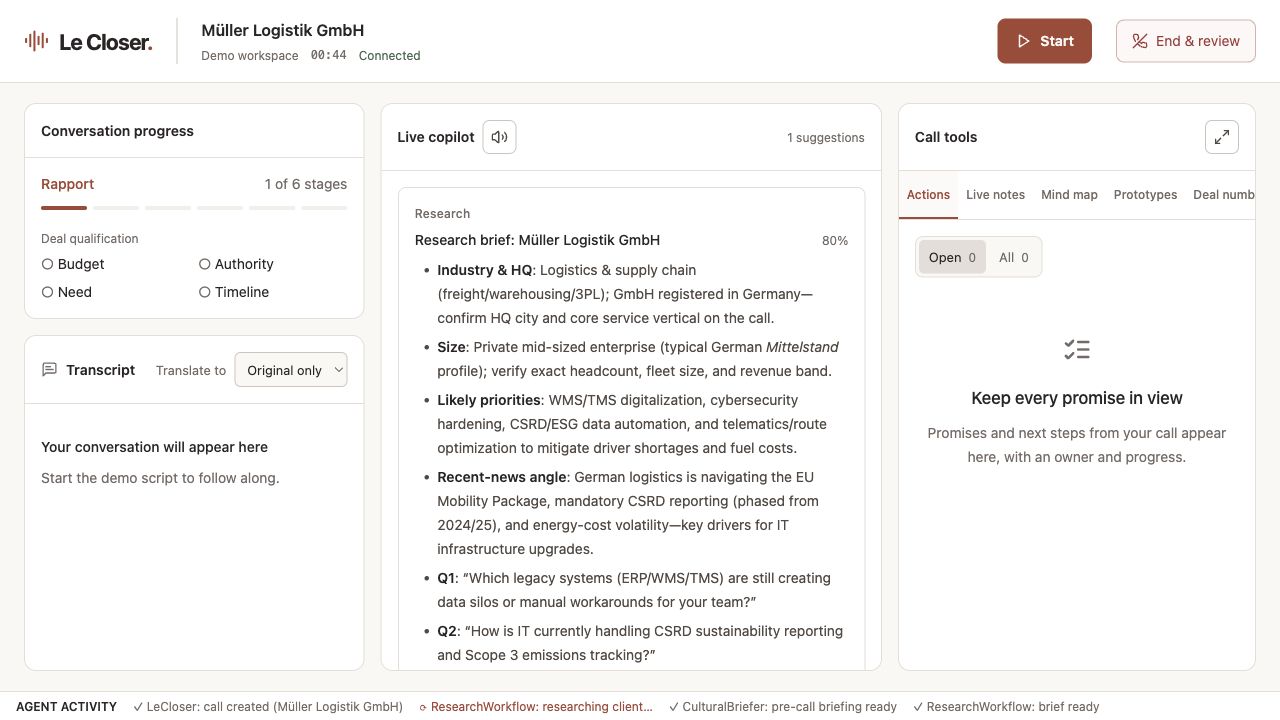 Le Closer.
Müller Logistik GmbH
Demo workspace 00:44 Connected
Start
End & review
Conversation progress
Rapport 1 of 6 stages
Deal qualification
Budget Authority
Need Timeline
Transcript Translate to Original only
Your conversation will appear here
Start the demo script to follow along.
Live copilot 1 suggestions
Research
Research brief: Müller Logistik GmbH 80%
• Industry & HQ: Logistics & supply chain
(freight/warehousing/3PL); GmbH registered in Germany—
confirm HQ city and core service vertical on the call.
• Size: Private mid-sized enterprise (typical German Mittelstand
profile); verify exact headcount, fleet size, and revenue band.
• Likely priorities: WMS/TMS digitalization, cybersecurity
hardening, CSRD/ESG data automation, and telematics/route
optimization to mitigate driver shortages and fuel costs.
• Recent-news angle: German logistics is navigating the EU
Mobility Package, mandatory CSRD reporting (phased from
2024/25), and energy-cost volatility—key drivers for IT
infrastructure upgrades.
• Q1: “Which legacy systems (ERP/WMS/TMS) are still creating
data silos or manual workarounds for your team?”
• Q2: “How is IT currently handling CSRD sustainability reporting
and Scope 3 emissions tracking?”
Call tools
Actions Live notes Mind map Prototypes Deal numb
Open 0 All 0
Keep every promise in view
Promises and next steps from your call appear
here, with an owner and progress.
AGENT ACTIVITY ✓ LeCloser: call created (Müller Logistik GmbH) ⟳ ResearchWorkflow: researching client… ✓ CulturalBriefer: pre-call briefing ready ✓ ResearchWorkflow: brief ready